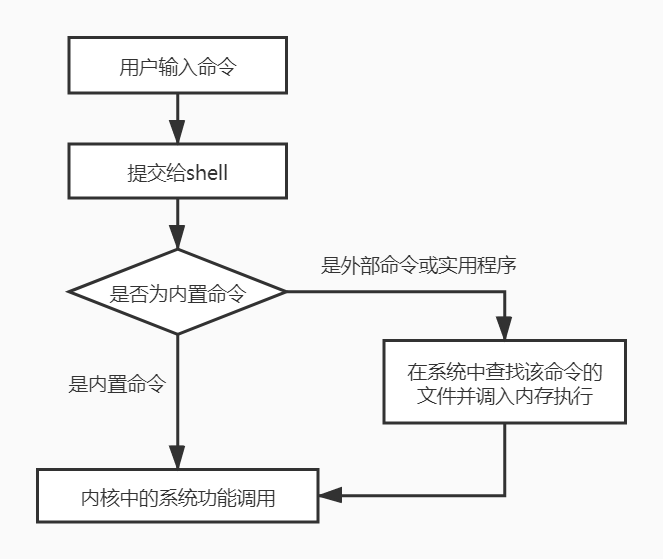 用户输入命令
提交给shell
是否为内置命令
是外部命令或实用程序
在系统中查找该命令的
文件并调入内存执行
是内置命令
内核中的系统功能调用